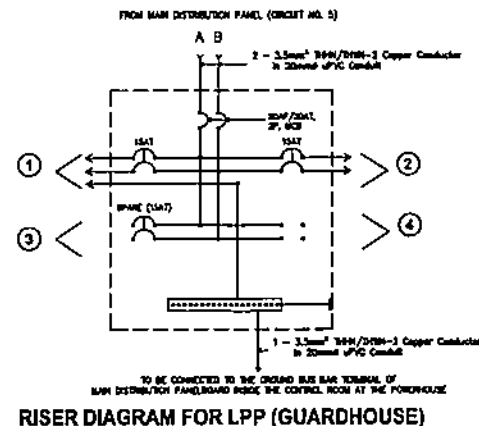 FROM MAIN DISTRIBUTION PANEL (CIRCUIT NO. 5)
A B
2 - 3.5mm² THHN/THWN-2 Copper Conductor
in 20mmø uPVC Conduit
30AF/20AT,
2P, MCB
15AT
15AT
1
2
SPARE (15AT)
3
4
1 - 3.5mm² THHN/THWN-2 Copper Conductor
in 20mmø uPVC Conduit
TO BE CONNECTED TO THE GROUND BUS BAR TERMINAL OF
MAIN DISTRIBUTION PANELBOARD INSIDE THE CONTROL ROOM AT THE POWERHOUSE
RISER DIAGRAM FOR LPP (GUARDHOUSE)